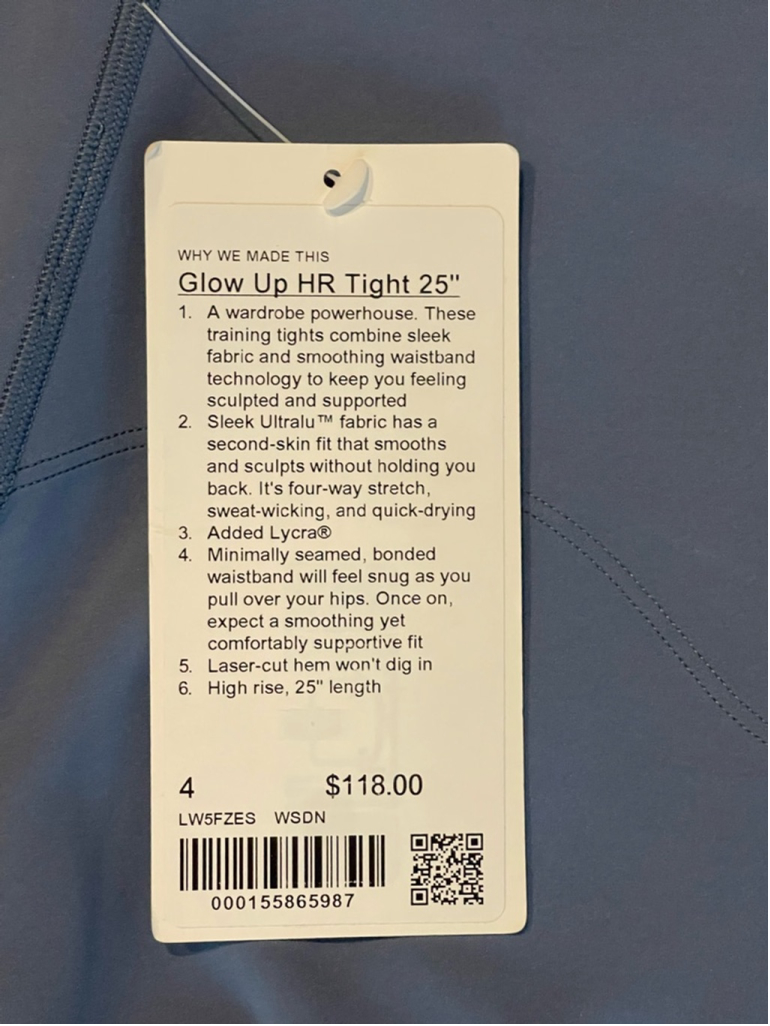 WHY WE MADE THIS
Glow Up HR Tight 25"
1. A wardrobe powerhouse. These
training tights combine sleek
fabric and smoothing waistband
technology to keep you feeling
sculpted and supported
2. Sleek Ultralu™ fabric has a
second-skin fit that smooths
and sculpts without holding you
back. It's four-way stretch,
sweat-wicking, and quick-drying
3. Added Lycra®
4. Minimally seamed, bonded
waistband will feel snug as you
pull over your hips. Once on,
expect a smoothing yet
comfortably supportive fit
5. Laser-cut hem won't dig in
6. High rise, 25" length
4 $118.00
LW5FZES WSDN
000155865987